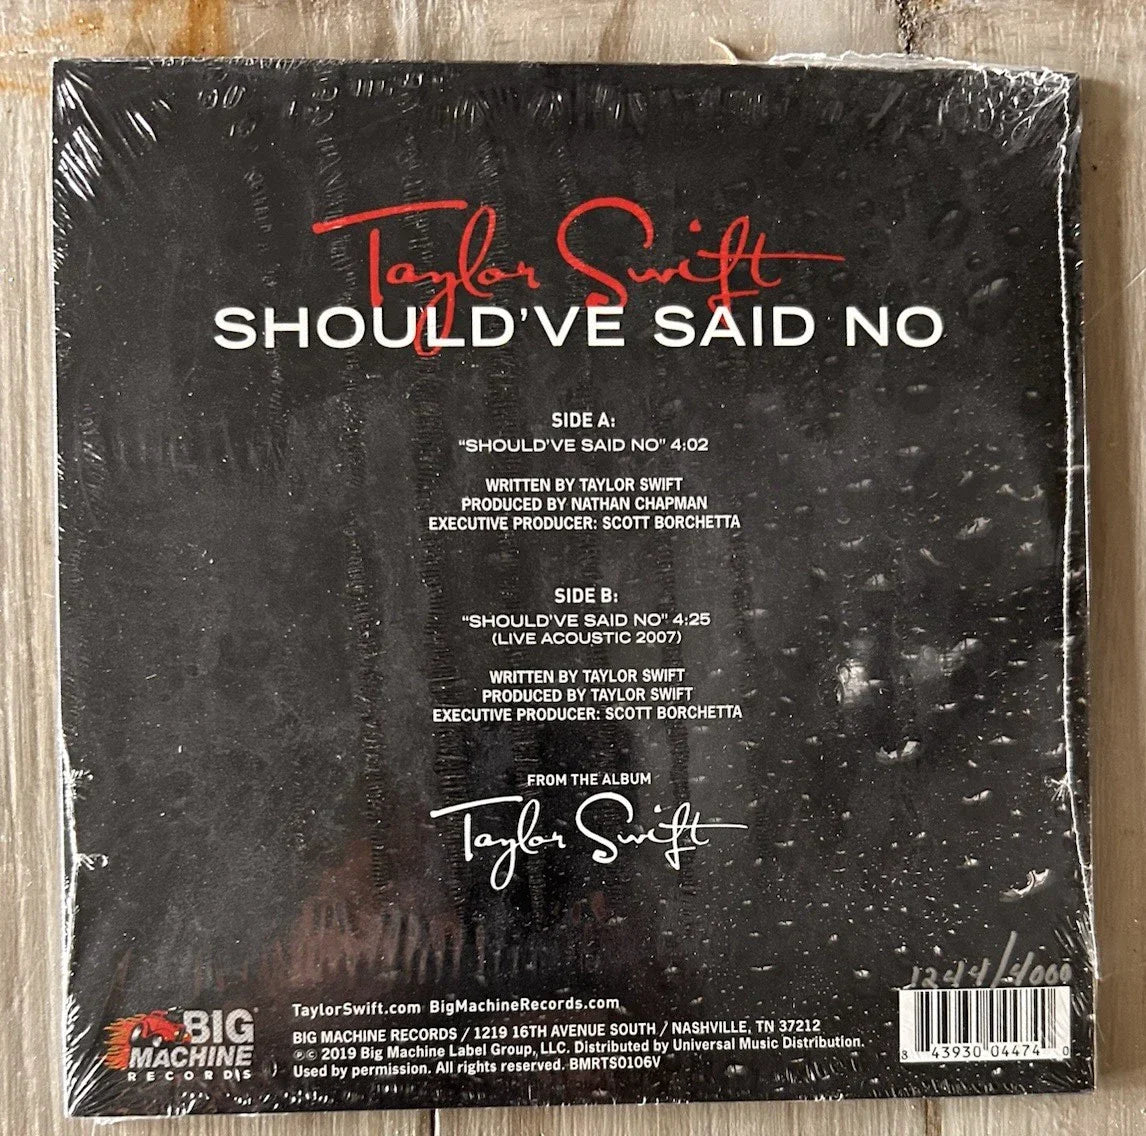 Taylor Swift
SHOULD'VE SAID NO
SIDE A:
"SHOULD'VE SAID NO" 4:02
WRITTEN BY TAYLOR SWIFT
PRODUCED BY NATHAN CHAPMAN
EXECUTIVE PRODUCER: SCOTT BORCHETTA
SIDE B:
"SHOULD'VE SAID NO" 4:25
(LIVE ACOUSTIC 2007)
WRITTEN BY TAYLOR SWIFT
PRODUCED BY TAYLOR SWIFT
EXECUTIVE PRODUCER: SCOTT BORCHETTA
FROM THE ALBUM
Taylor Swift
1244/4000
BIG
MACHINE
RECORDS
TaylorSwift.com BigMachineRecords.com
BIG MACHINE RECORDS / 1219 16TH AVENUE SOUTH / NASHVILLE, TN 37212
℗© 2019 Big Machine Label Group, LLC. Distributed by Universal Music Distribution.
Used by permission. All rights reserved. BMRTS0106V
8 43930 04474 0